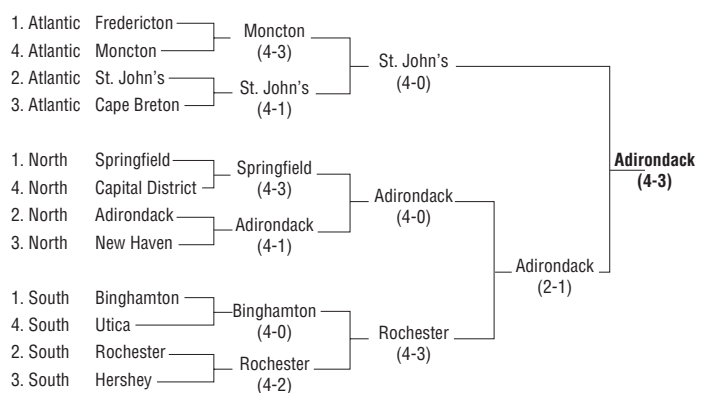 1. Atlantic Fredericton
4. Atlantic Moncton
2. Atlantic St. John's
3. Atlantic Cape Breton
Moncton
(4-3)
St. John's
(4-1)
St. John's
(4-0)
1. North Springfield
4. North Capital District
2. North Adirondack
3. North New Haven
Springfield
(4-3)
Adirondack
(4-1)
Adirondack
(4-0)
1. South Binghamton
4. South Utica
2. South Rochester
3. South Hershey
Binghamton
(4-0)
Rochester
(4-2)
Rochester
(4-3)
Adirondack
(2-1)
Adirondack
(4-3)